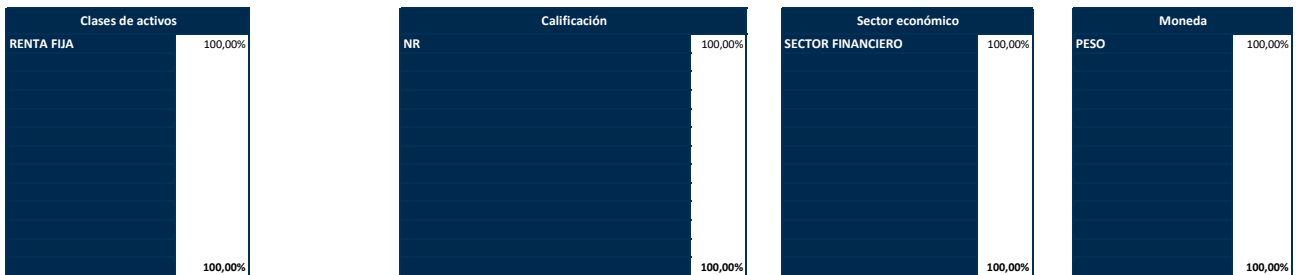 Clases de activos
RENTA FIJA 100,00%
100,00%
Calificación
NR 100,00%
100,00%
Sector económico
SECTOR FINANCIERO 100,00%
100,00%
Moneda
PESO 100,00%
100,00%